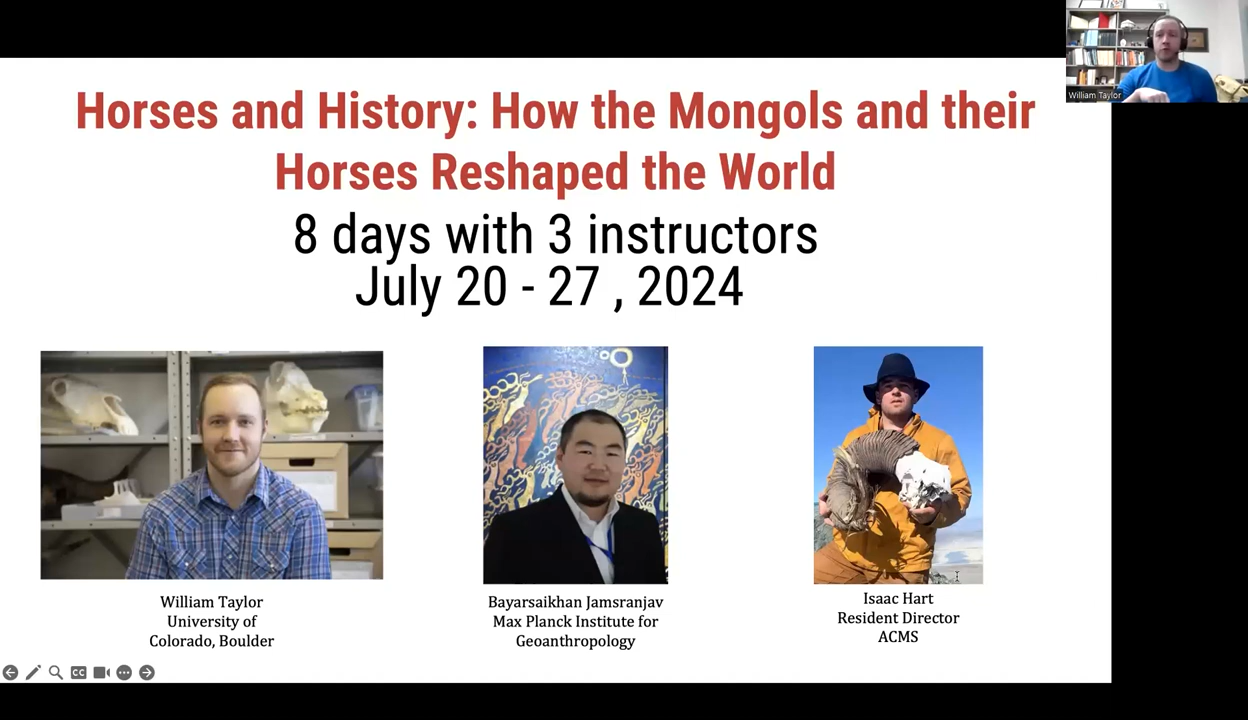 William Taylor
Horses and History: How the Mongols and their
Horses Reshaped the World
8 days with 3 instructors
July 20 - 27 , 2024
William Taylor
University of
Colorado, Boulder
Bayarsaikhan Jamsranjav
Max Planck Institute for
Geoanthropology
Isaac Hart
Resident Director
ACMS
CC